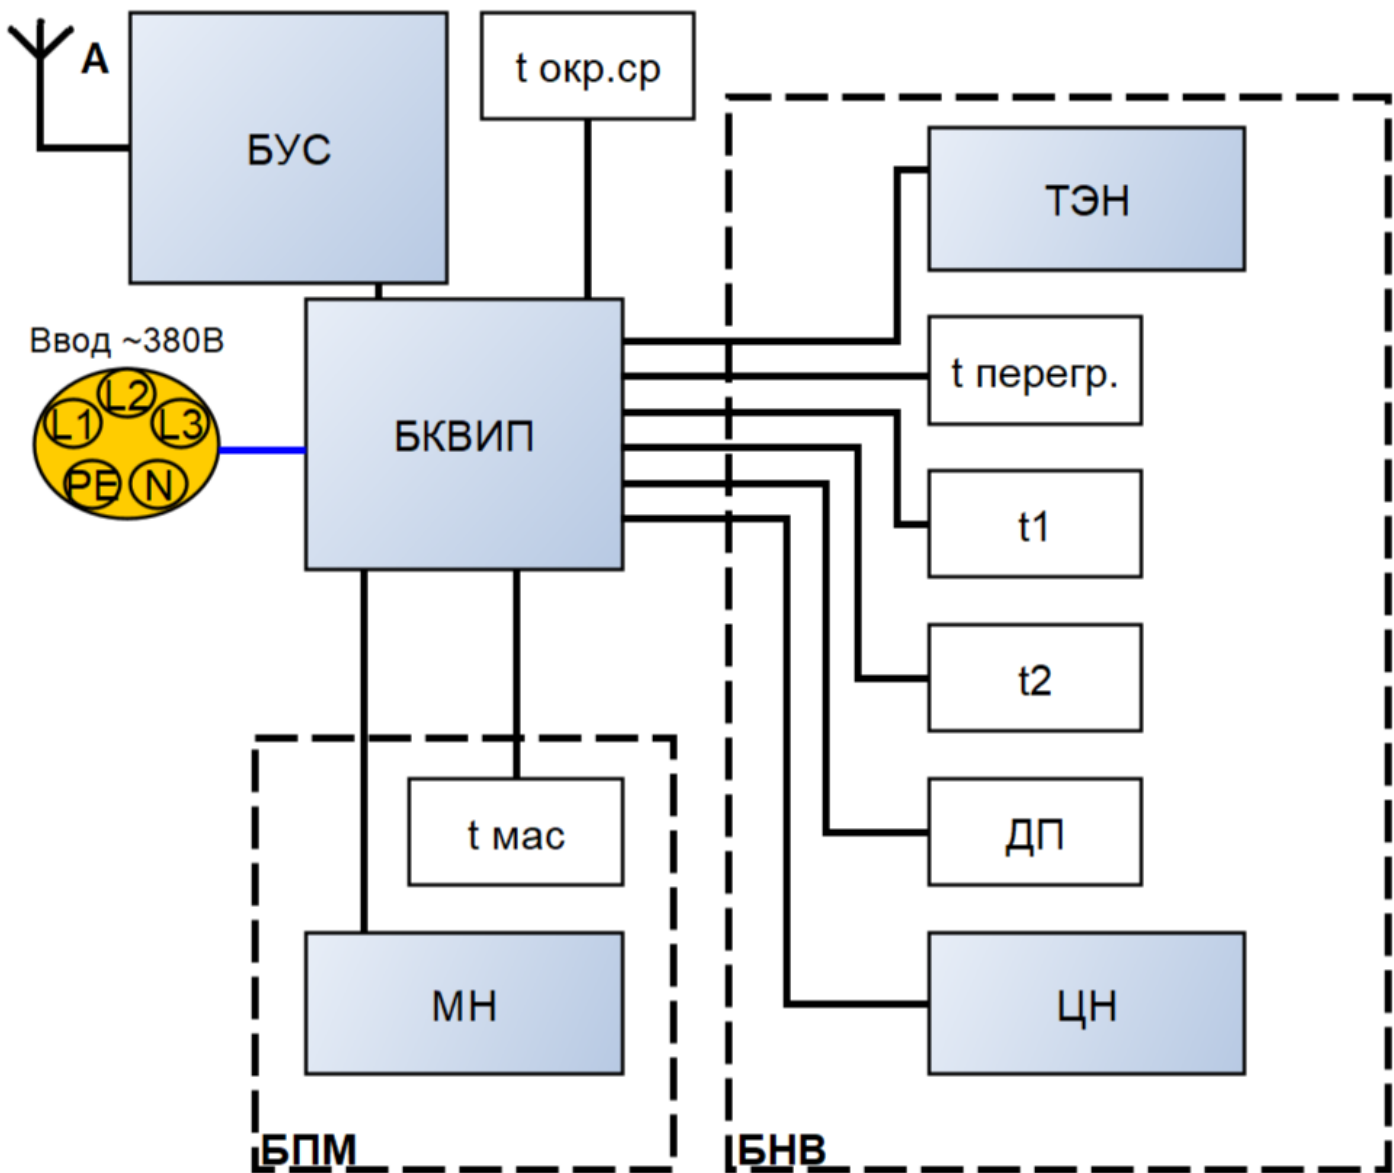 А
БУС
t окр.ср
ТЭН
Ввод ~380В
L1
L2
L3
PE
N
БКВИП
t перегр.
t1
t2
t мас
ДП
МН
ЦН
БПМ
БНВ